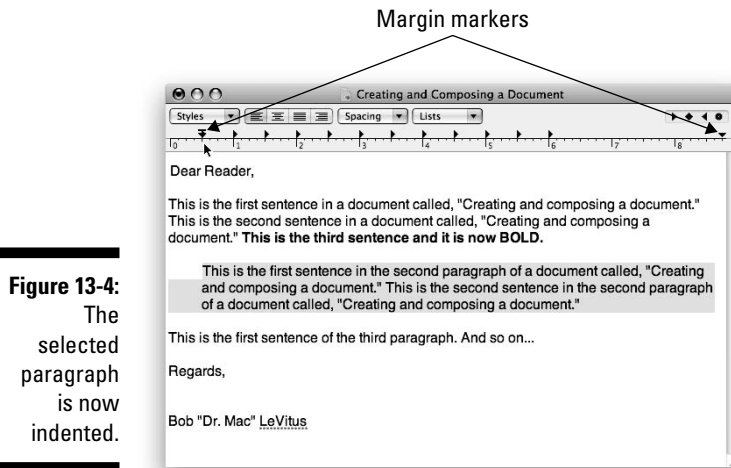 Margin markers
Creating and Composing a Document
Styles Spacing Lists
0 1 2 3 4 5 6 7 8
Dear Reader,
This is the first sentence in a document called, "Creating and composing a document."
This is the second sentence in a document called, "Creating and composing a
document." This is the third sentence and it is now BOLD.
This is the first sentence in the second paragraph of a document called, "Creating
and composing a document." This is the second sentence in the second paragraph
of a document called, "Creating and composing a document."
This is the first sentence of the third paragraph. And so on...
Regards,
Bob "Dr. Mac" LeVitus
Figure 13-4:
The
selected
paragraph
is now
indented.